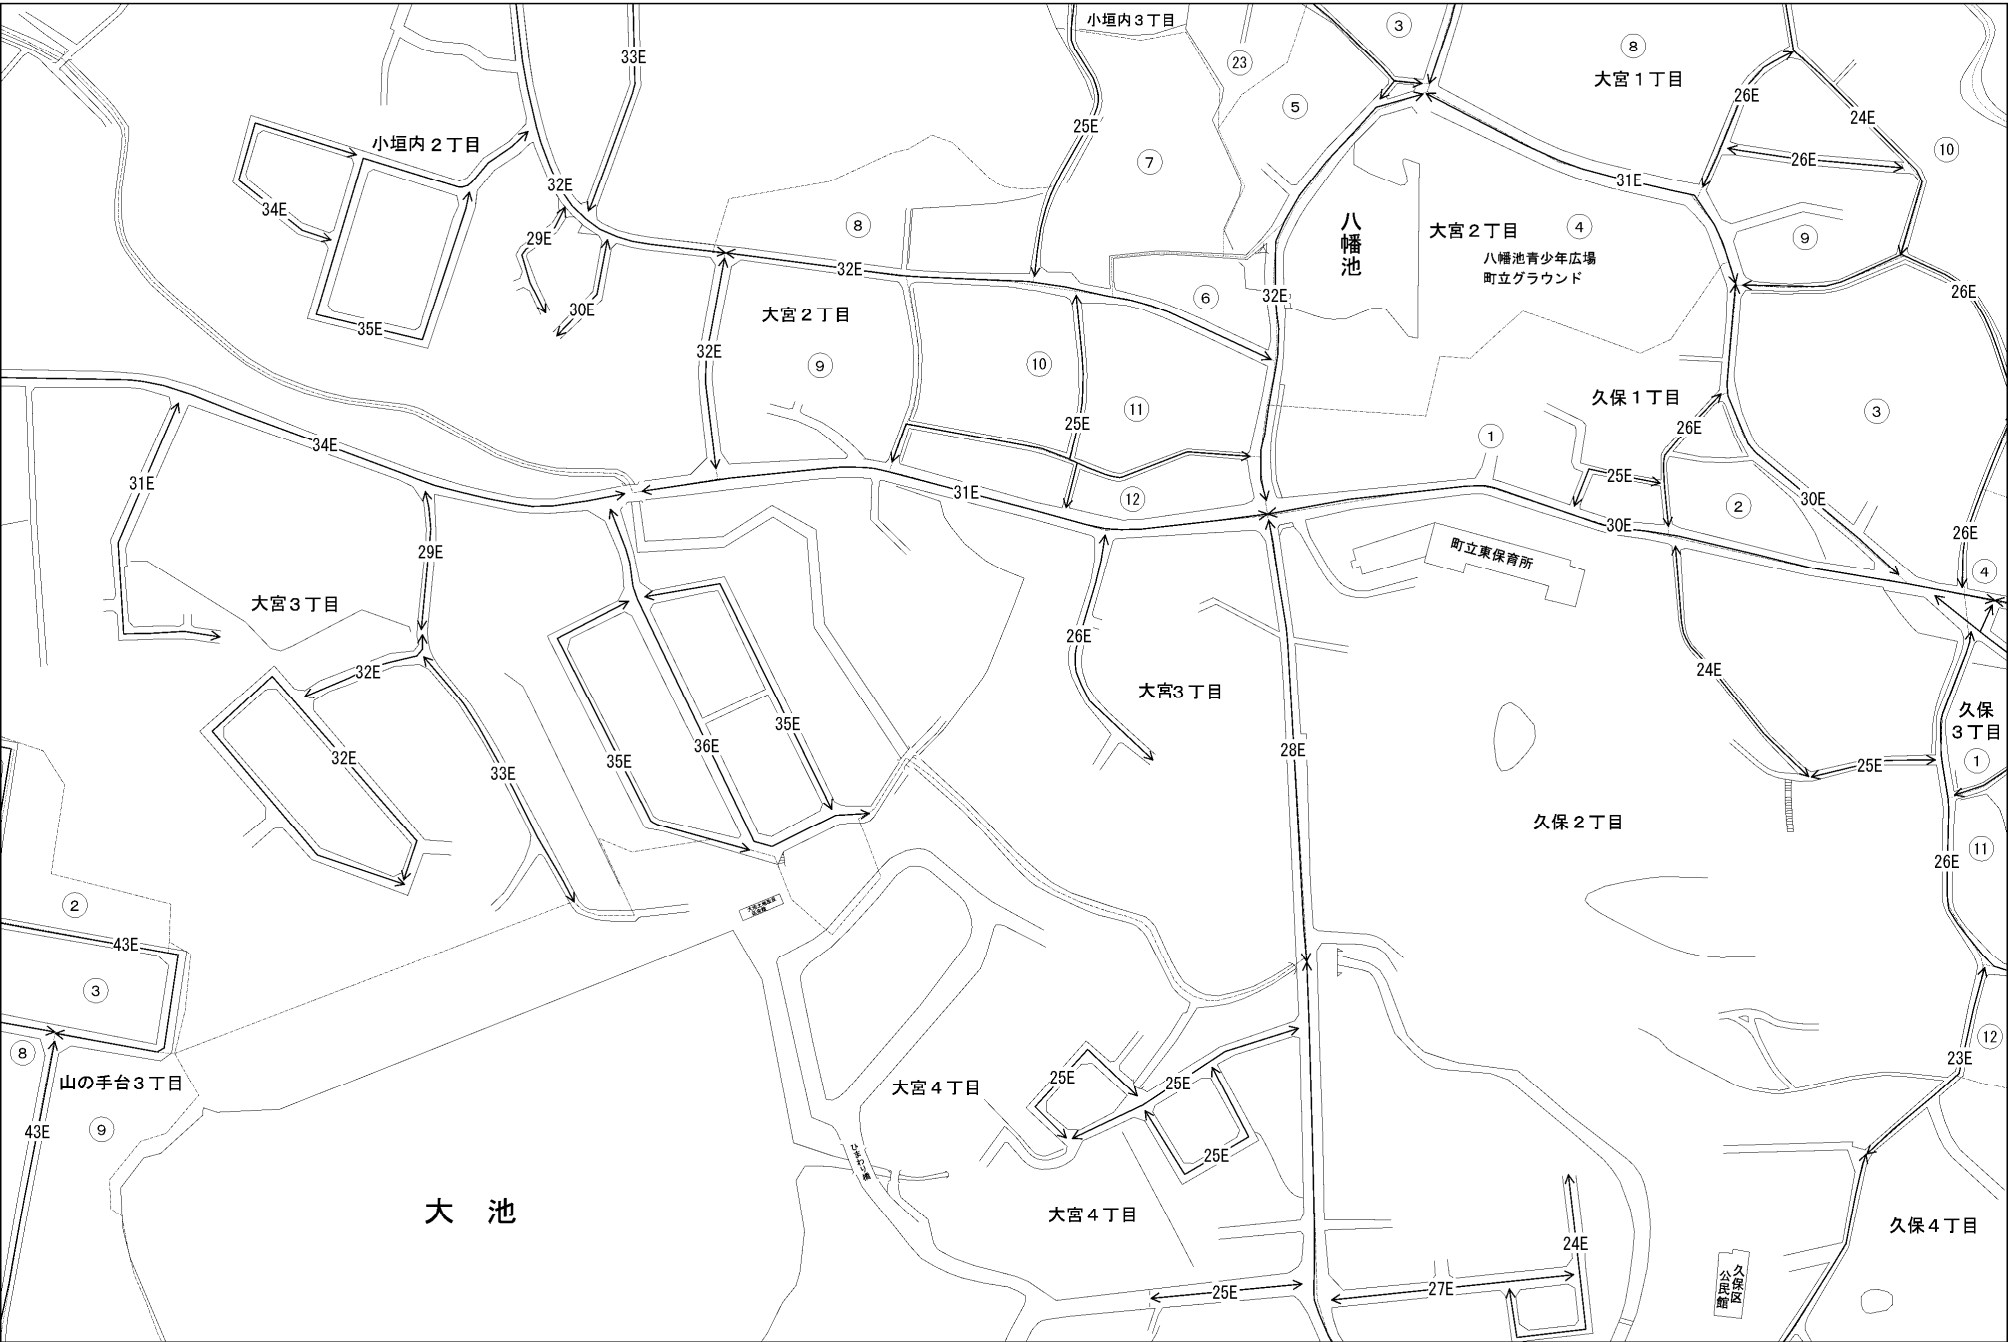 小垣内３丁目
33E
23
3
8
大宮１丁目
26E
24E
5
25E
7
10
小垣内２丁目
26E
32E
31E
34E
29E
8
八幡池
大宮２丁目
4
9
八幡池青少年広場
町立グラウンド
32E
30E
35E
大宮２丁目
6
32E
26E
32E
9
10
11
25E
久保１丁目
3
1
26E
34E
31E
25E
31E
12
2
30E
30E
26E
29E
町立東保育所
4
大宮３丁目
26E
32E
24E
大宮３丁目
久保
３丁目
1
35E
36E
35E
28E
32E
33E
25E
久保２丁目
11
26E
2
43E
3
12
8
山の手台３丁目
23E
25E
25E
大宮４丁目
9
43E
25E
ひまわり橋
大 池
大宮４丁目
久保４丁目
24E
25E
27E
久保区
公民館